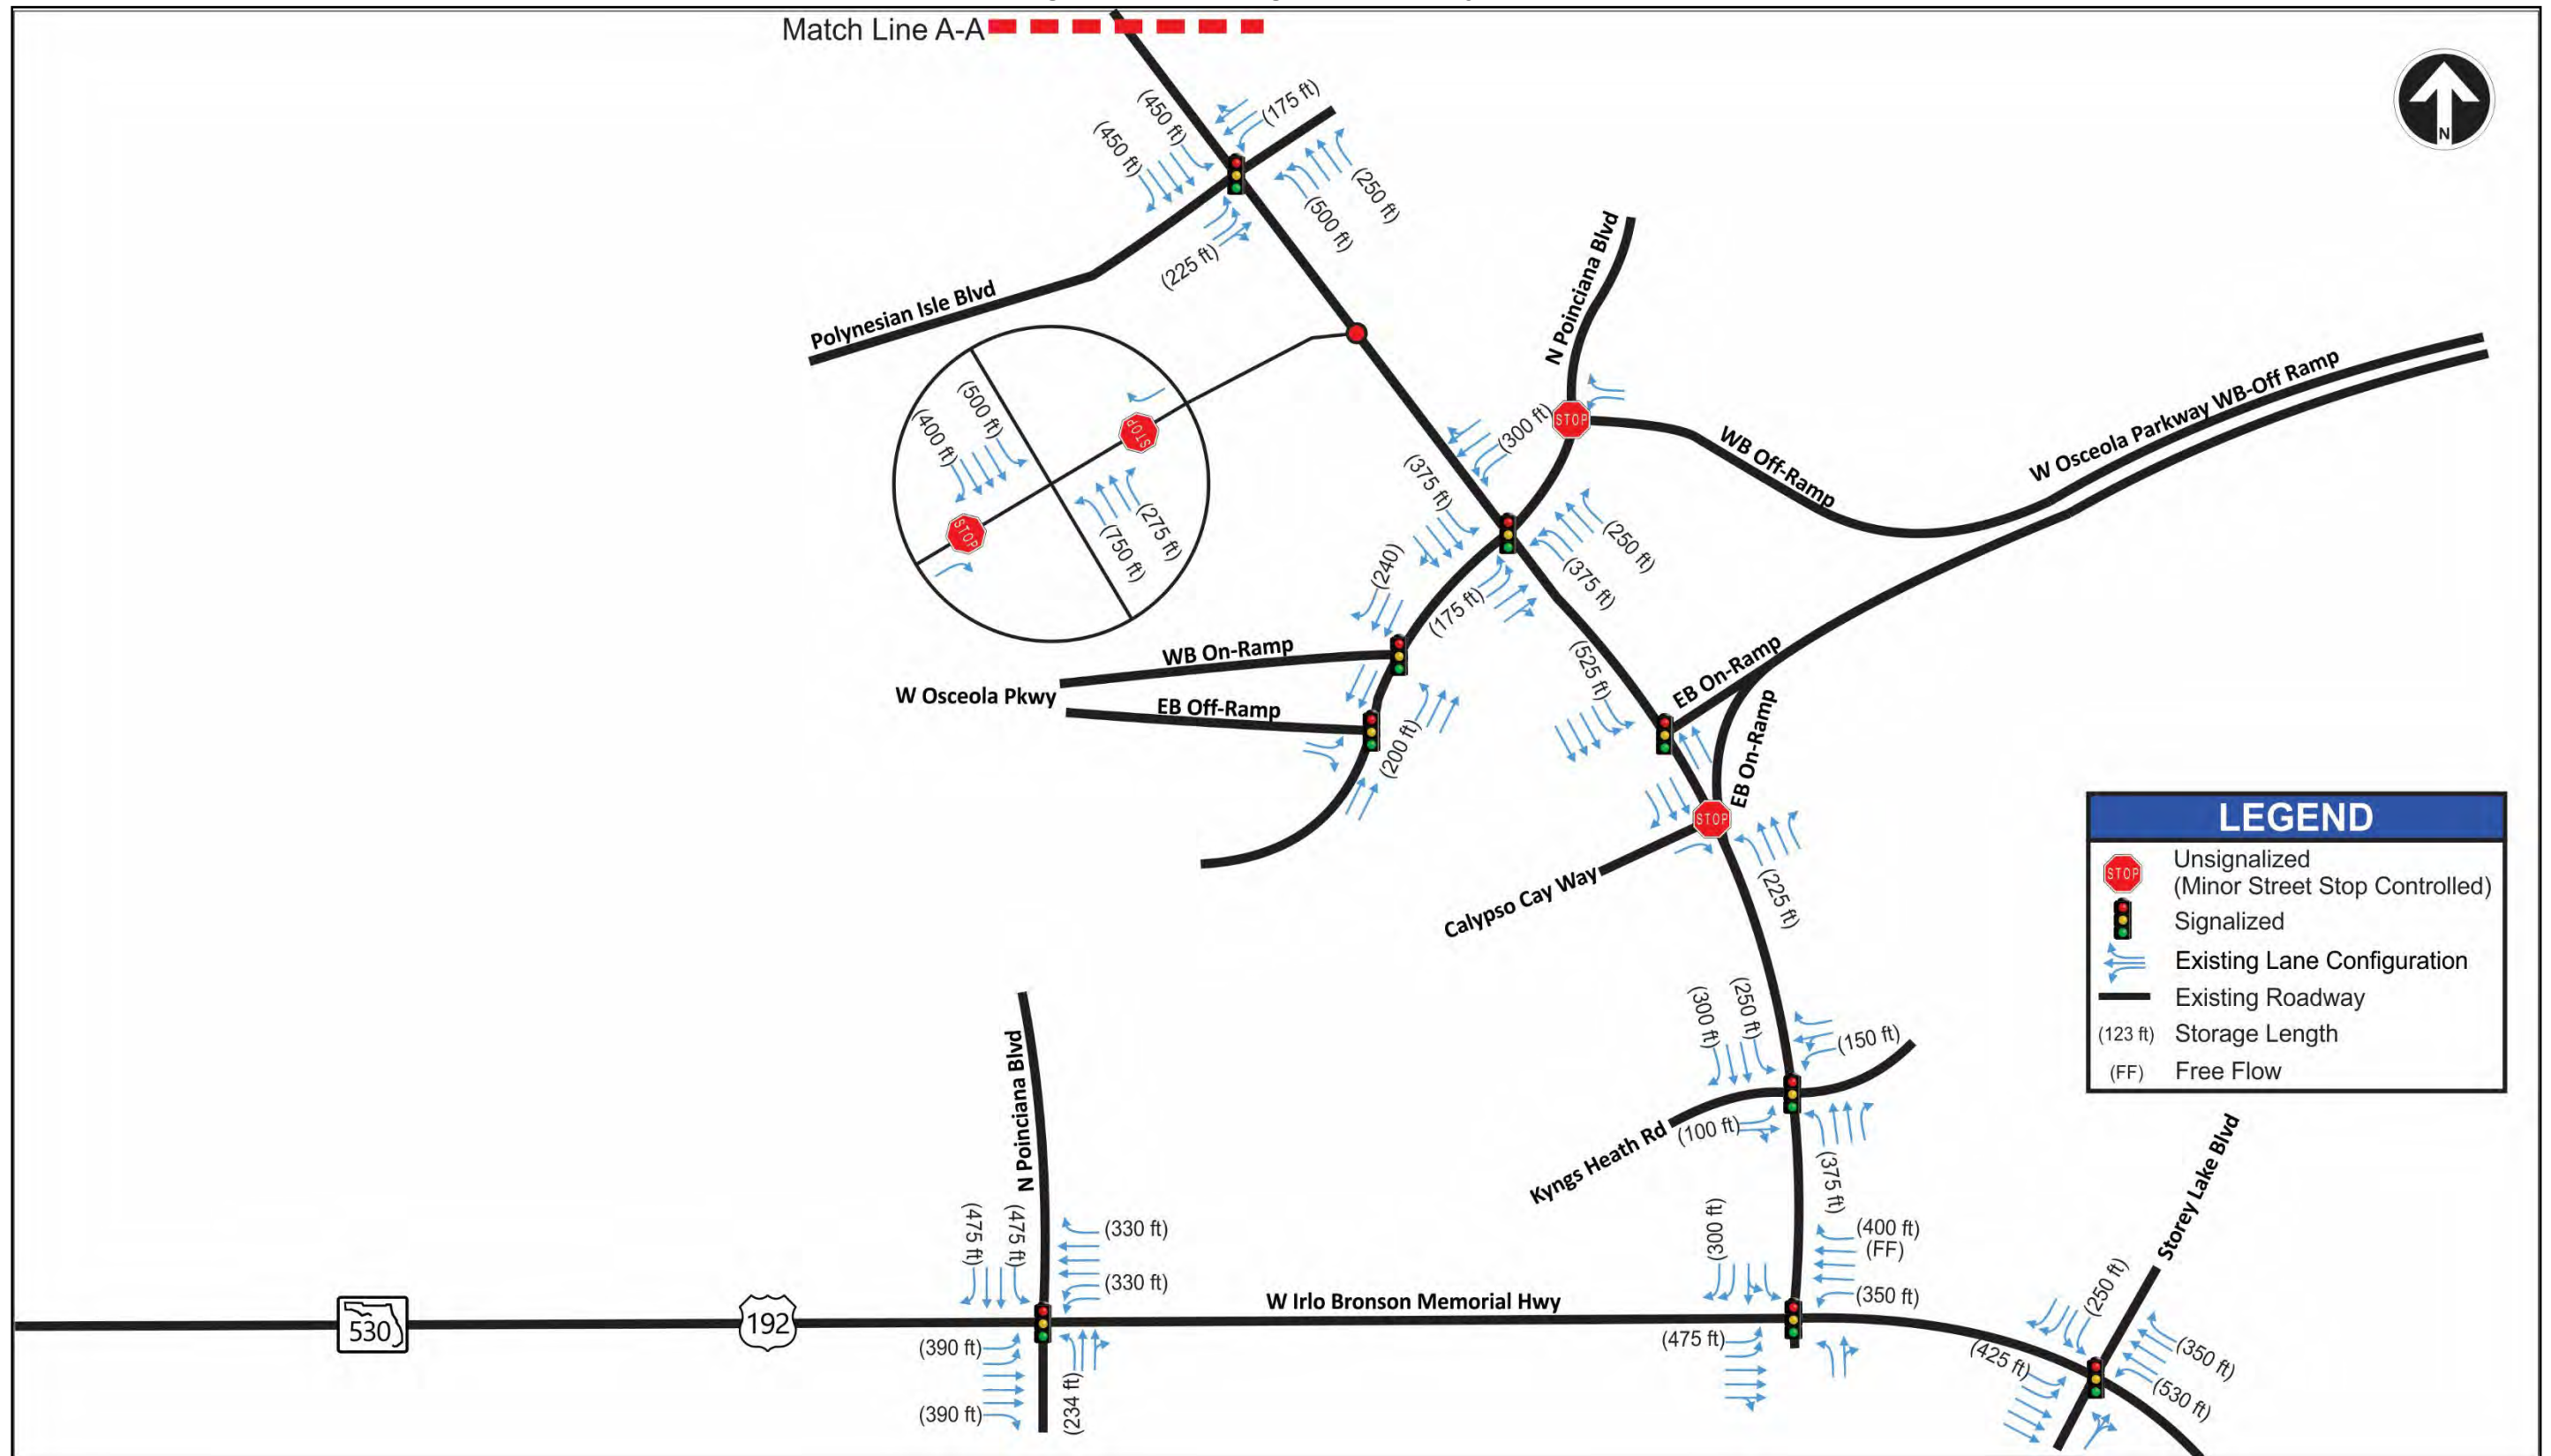 Match Line A-A
(450 ft)
(450 ft)
(175 ft)
(250 ft)
(500 ft)
(225 ft)
N
Polynesian Isle Blvd
N Poinciana Blvd
(500 ft)
(400 ft)
STOP
STOP
(275 ft)
(750 ft)
STOP
(300 ft)
(375 ft)
WB Off-Ramp
W Osceola Parkway WB-Off Ramp
(250 ft)
(375 ft)
(240)
(175 ft)
WB On-Ramp
W Osceola Pkwy
EB Off-Ramp
(200 ft)
(525 ft)
EB On-Ramp
EB On-Ramp
STOP
Calypso Cay Way
(225 ft)
LEGEND
STOP
Unsignalized
(Minor Street Stop Controlled)
Signalized
Existing Lane Configuration
Existing Roadway
(123 ft) Storage Length
(FF) Free Flow
(300 ft)
(250 ft)
(150 ft)
(100 ft)
Kyngs Heath Rd
(375 ft)
N Poinciana Blvd
(475 ft)
(475 ft)
(330 ft)
(330 ft)
(390 ft)
(390 ft)
(234 ft)
530
192
W Irlo Bronson Memorial Hwy
(300 ft)
(400 ft)
(FF)
(350 ft)
(475 ft)
Storey Lake Blvd
(250 ft)
(425 ft)
(350 ft)
(530 ft)